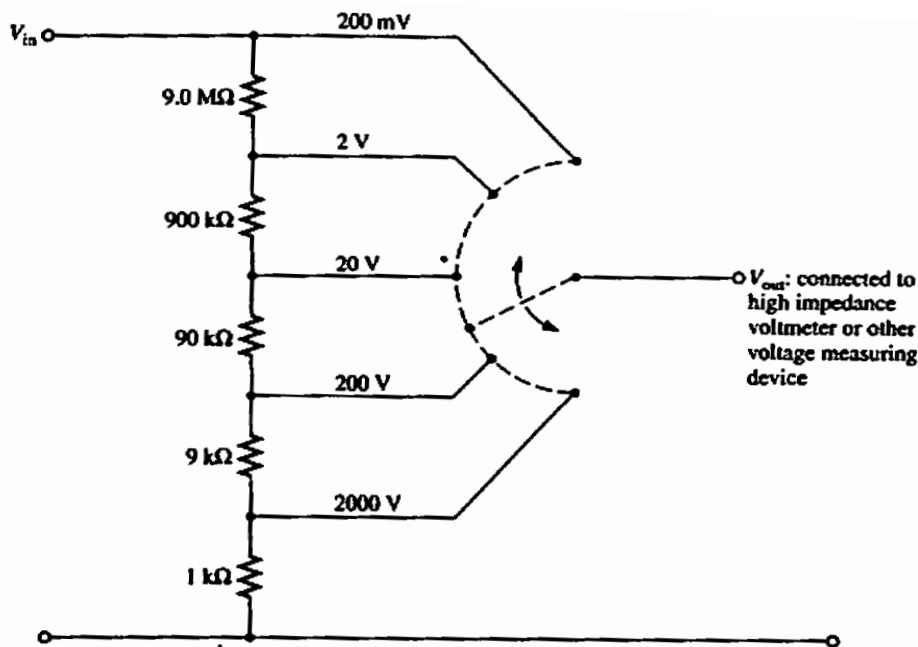 200 mV
V_in
9.0 MΩ
2 V
900 kΩ
20 V
V_out: connected to
high impedance
voltmeter or other
voltage measuring
device
90 kΩ
200 V
9 kΩ
2000 V
1 kΩ